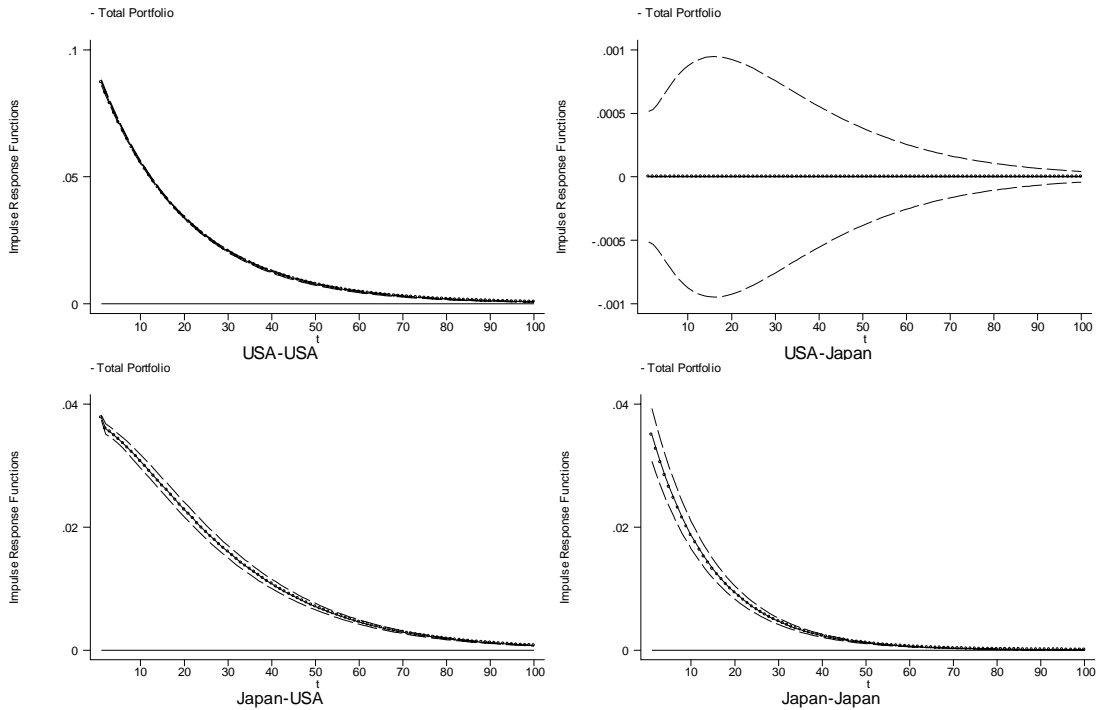 - Total Portfolio
Impulse Response Functions
.1
.05
0
10 20 30 40 50 60 70 80 90 100
t
USA-USA
- Total Portfolio
Impulse Response Functions
.001
.0005
0
-.0005
-.001
10 20 30 40 50 60 70 80 90 100
t
USA-Japan
- Total Portfolio
Impulse Response Functions
.04
.02
0
10 20 30 40 50 60 70 80 90 100
t
Japan-USA
- Total Portfolio
Impulse Response Functions
.04
.02
0
10 20 30 40 50 60 70 80 90 100
t
Japan-Japan